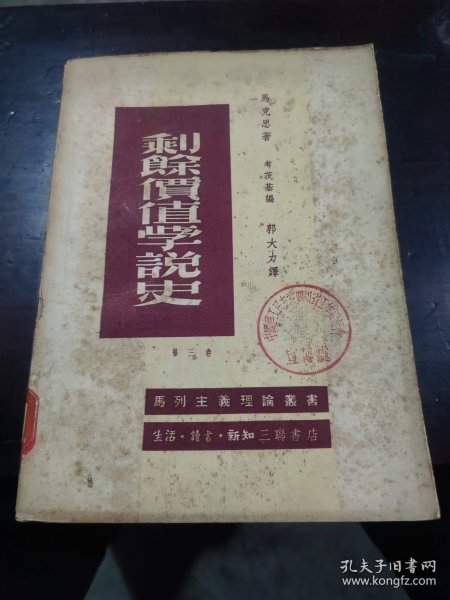 馬克思著
考茨基編
郭大力譯
剩餘價值学說史
第三卷
馬列主義理論叢書
生活·讀書·新知三聯書店
孔夫子旧书网
www.kongfz.com